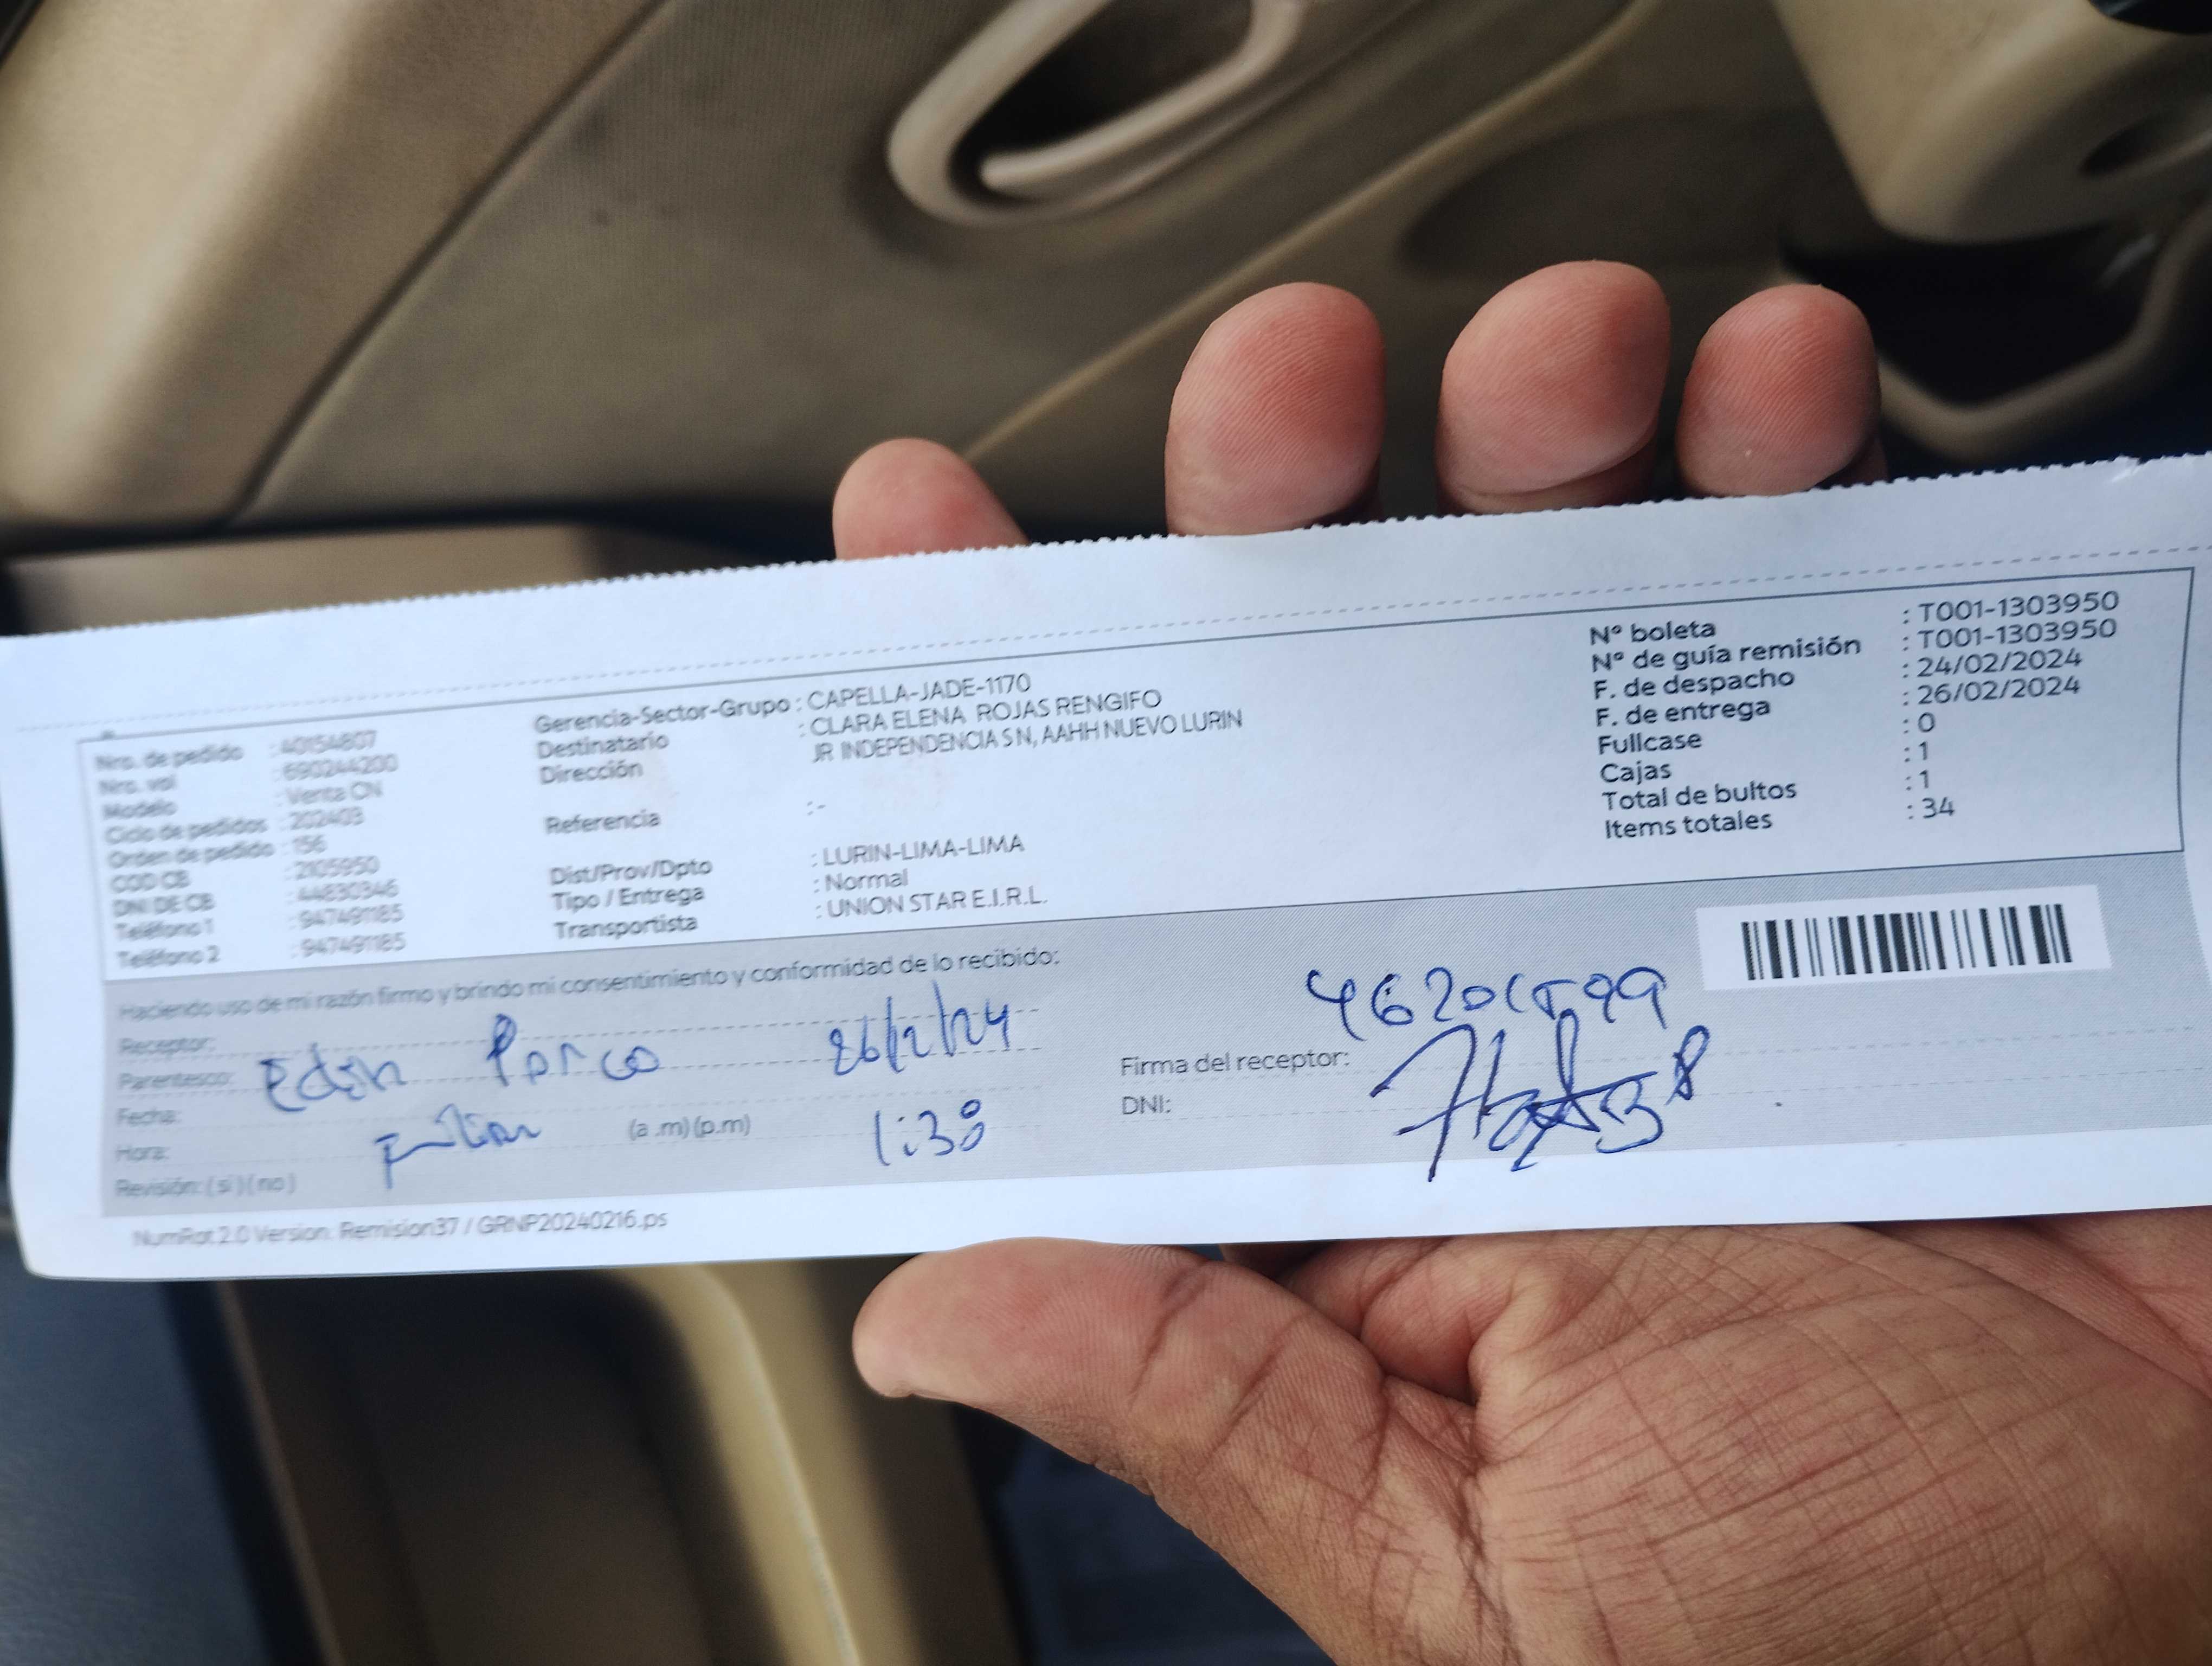 Nro. de pedido : 40154807
Nro. vol : 690244200
Modelo : Venta CN
Ciclo de pedidos : 202403
Orden de pedido : 156
COD CB : 2105950
DNI DE CB : 44830346
Teléfono 1 : 947491185
Teléfono 2 : 947491185
Gerencia-Sector-Grupo : CAPELLA-JADE-1170
Destinatario : CLARA ELENA ROJAS RENGIFO
Dirección JR INDEPENDENCIA S N, AAHH NUEVO LURIN
Referencia : -
Dist/Prov/Dpto : LURIN-LIMA-LIMA
Tipo / Entrega : Normal
Transportista : UNION STAR E.I.R.L.
N° boleta : T001-1303950
N° de guía remisión : T001-1303950
F. de despacho : 24/02/2024
F. de entrega : 26/02/2024
Fullcase : 0
Cajas : 1
Total de bultos : 1
Items totales : 34
Haciendo uso de mi razón firmo y brindo mi consentimiento y conformidad de lo recibido:
Receptor:
Parentesco: 26/2/24
Fecha:
Hora: (a .m) (p.m) 1:30
Revisión: ( si ) ( no )
Firma del receptor:
DNI:
NumRot 2.0 Version: Remision37 / GRNP20240216.ps